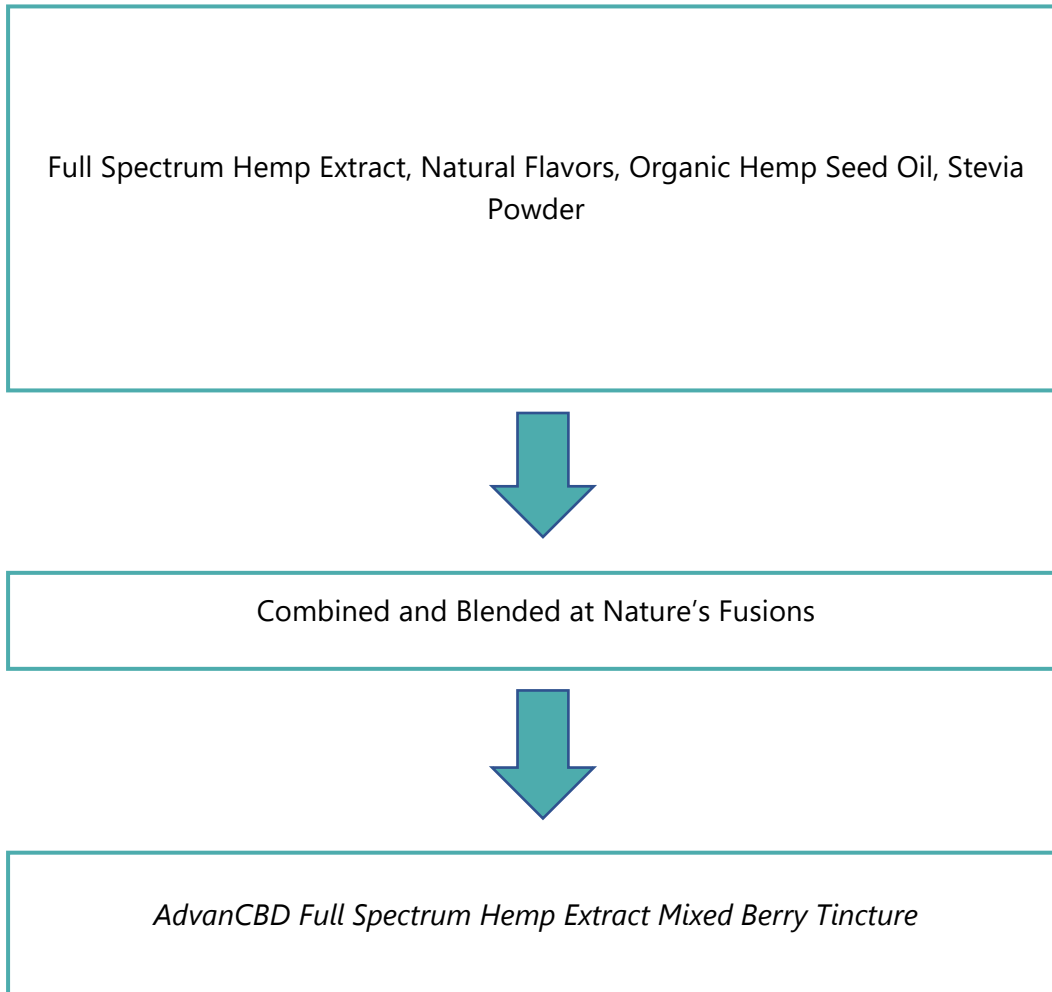 Full Spectrum Hemp Extract, Natural Flavors, Organic Hemp Seed Oil, Stevia
Powder
Combined and Blended at Nature’s Fusions
AdvanCBD Full Spectrum Hemp Extract Mixed Berry Tincture